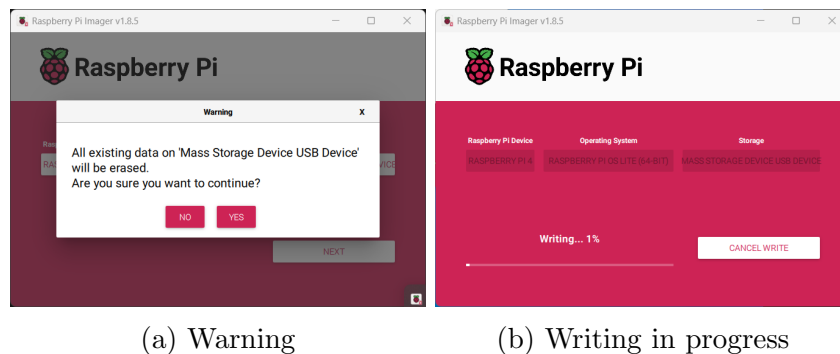 Raspberry Pi Imager v1.8.5
Raspberry Pi
Warning
X
All existing data on 'Mass Storage Device USB Device'
will be erased.
Are you sure you want to continue?
NO YES
NEXT
(a) Warning
Raspberry Pi Imager v1.8.5
Raspberry Pi
Raspberry Pi Device Operating System Storage
RASPBERRY PI 4 RASPBERRY PI OS LITE (64-BIT) MASS STORAGE DEVICE USB DEVICE
Writing... 1%
CANCEL WRITE
(b) Writing in progress